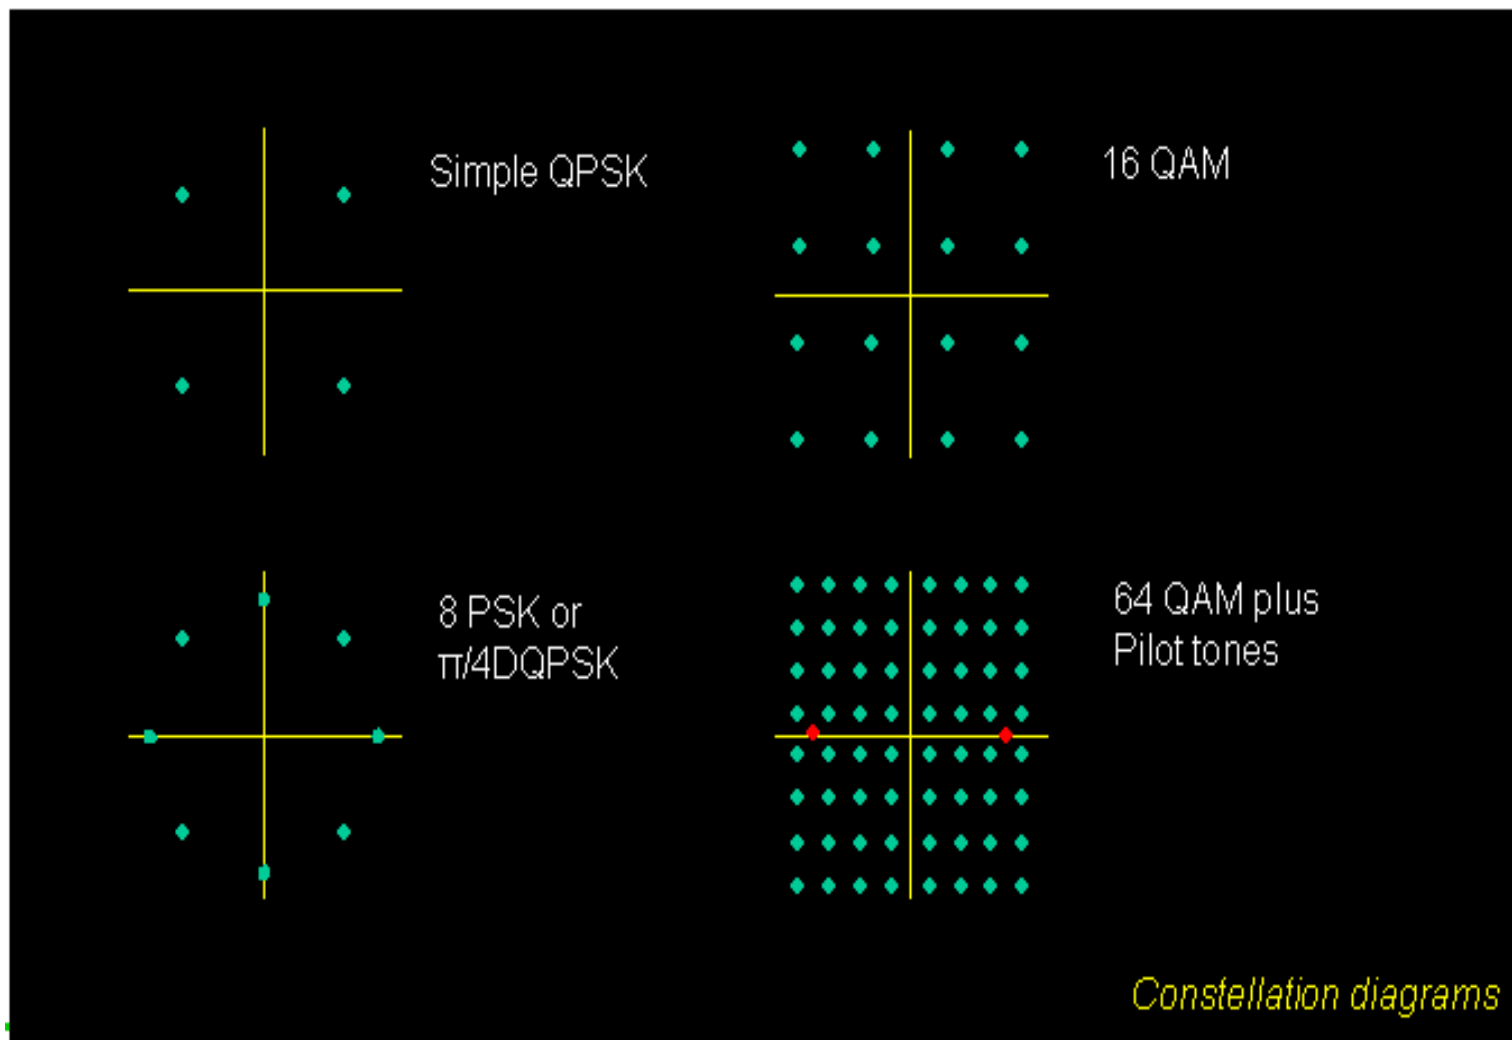 Simple QPSK
16 QAM
8 PSK or
π/4DQPSK
64 QAM plus
Pilot tones
Constellation diagrams